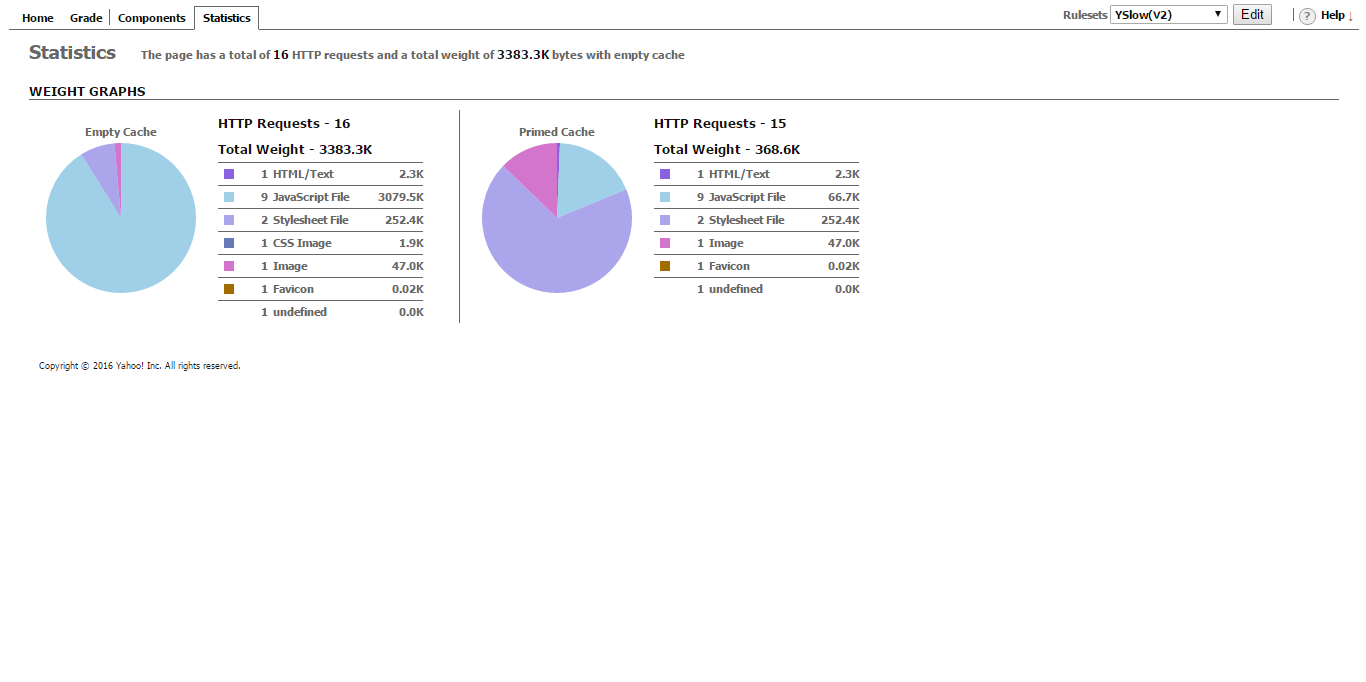 Home Grade Components Statistics Rulesets YSlow(V2) Edit ? Help ↓
Statistics The page has a total of 16 HTTP requests and a total weight of 3383.3K bytes with empty cache
WEIGHT GRAPHS
Empty Cache
HTTP Requests - 16
Total Weight - 3383.3K
1 HTML/Text 2.3K
9 JavaScript File 3079.5K
2 Stylesheet File 252.4K
1 CSS Image 1.9K
1 Image 47.0K
1 Favicon 0.02K
1 undefined 0.0K
Primed Cache
HTTP Requests - 15
Total Weight - 368.6K
1 HTML/Text 2.3K
9 JavaScript File 66.7K
2 Stylesheet File 252.4K
1 Image 47.0K
1 Favicon 0.02K
1 undefined 0.0K
Copyright © 2016 Yahoo! Inc. All rights reserved.